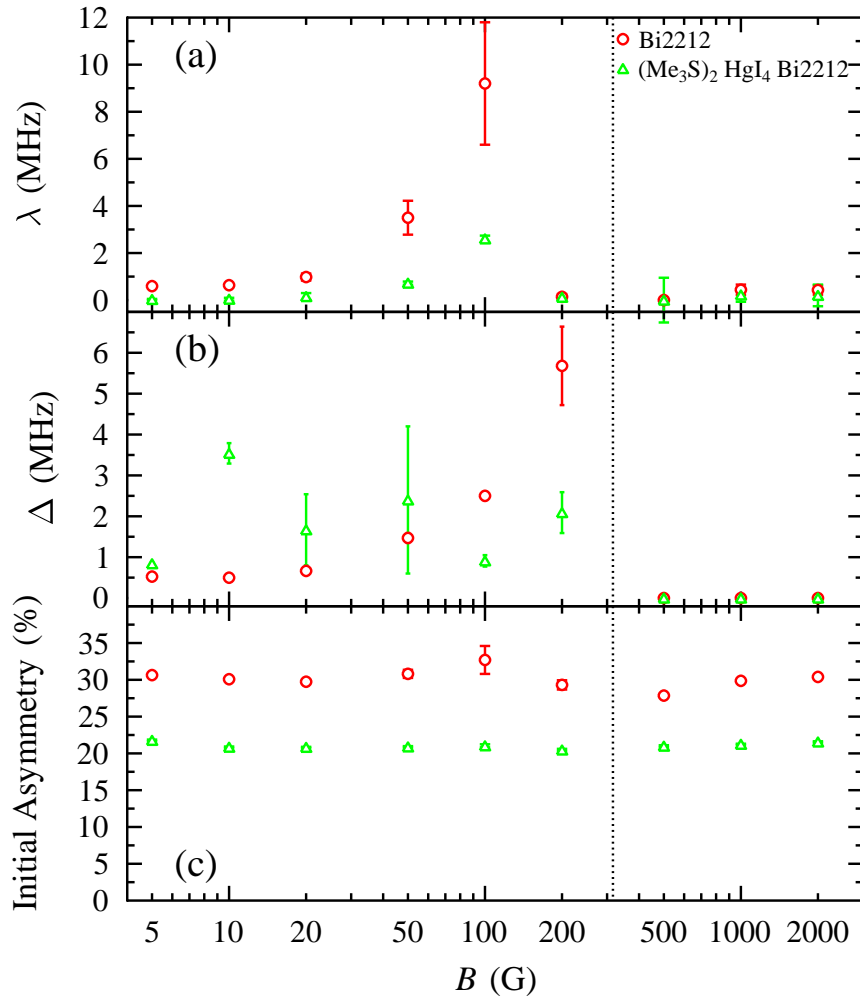 (a)
Bi2212
(Me₃S)₂ HgI₄ Bi2212
12
10
8
6
4
2
0
λ (MHz)
(b)
6
5
4
3
2
1
0
Δ (MHz)
35
30
25
20
15
10
5
0
Initial Asymmetry (%)
(c)
5 10 20 50 100 200 500 1000 2000
B (G)